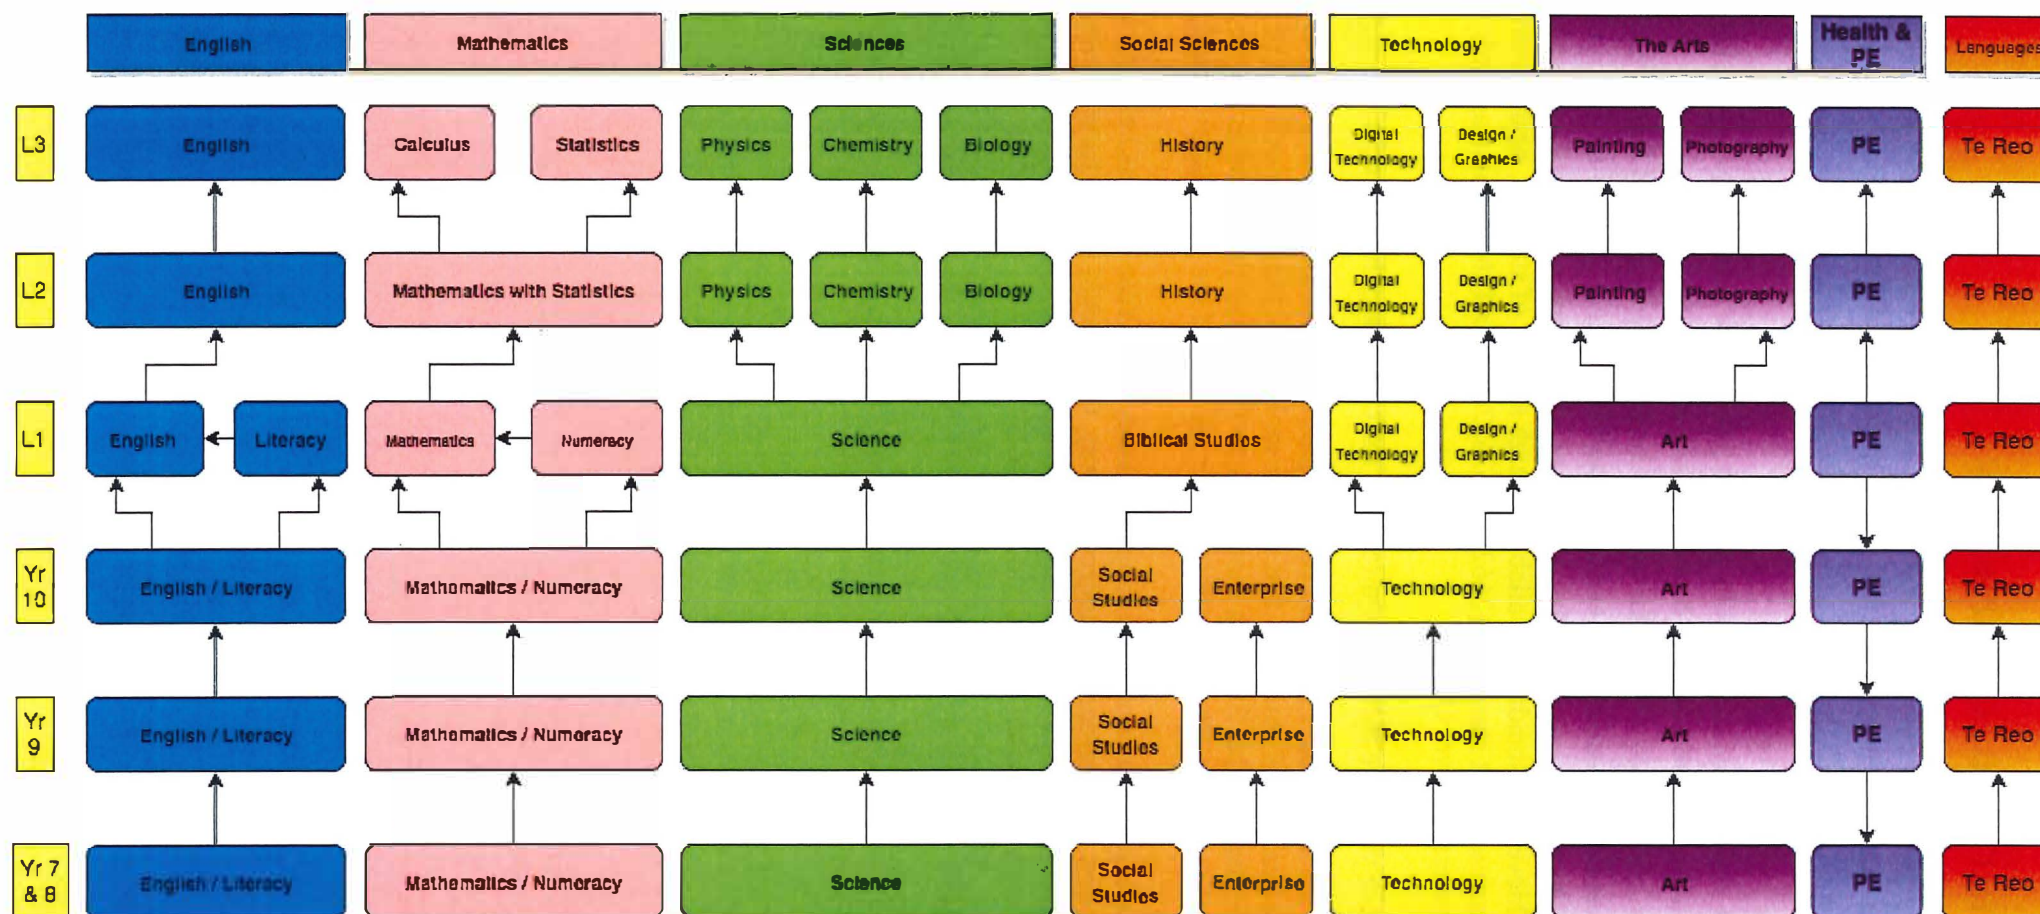 English
Mathematics
Sciences
Social Sciences
Technology
The Arts
Health &
PE
Languages
L3
English
Calculus
Statistics
Physics
Chemistry
Biology
History
Digital
Technology
Design /
Graphics
Painting
Photography
PE
Te Reo
L2
English
Mathematics with Statistics
Physics
Chemistry
Biology
History
Digital
Technology
Design /
Graphics
Painting
Photography
PE
Te Reo
L1
English
Literacy
Mathematics
Numeracy
Science
Biblical Studies
Digital
Technology
Design /
Graphics
Art
PE
Te Reo
Yr
10
English / Literacy
Mathematics / Numeracy
Science
Social
Studies
Enterprise
Technology
Art
PE
Te Reo
Yr
9
English / Literacy
Mathematics / Numeracy
Science
Social
Studies
Enterprise
Technology
Art
PE
Te Reo
Yr 7
& 8
English / Literacy
Mathematics / Numeracy
Science
Social
Studies
Enterprise
Technology
Art
PE
Te Reo